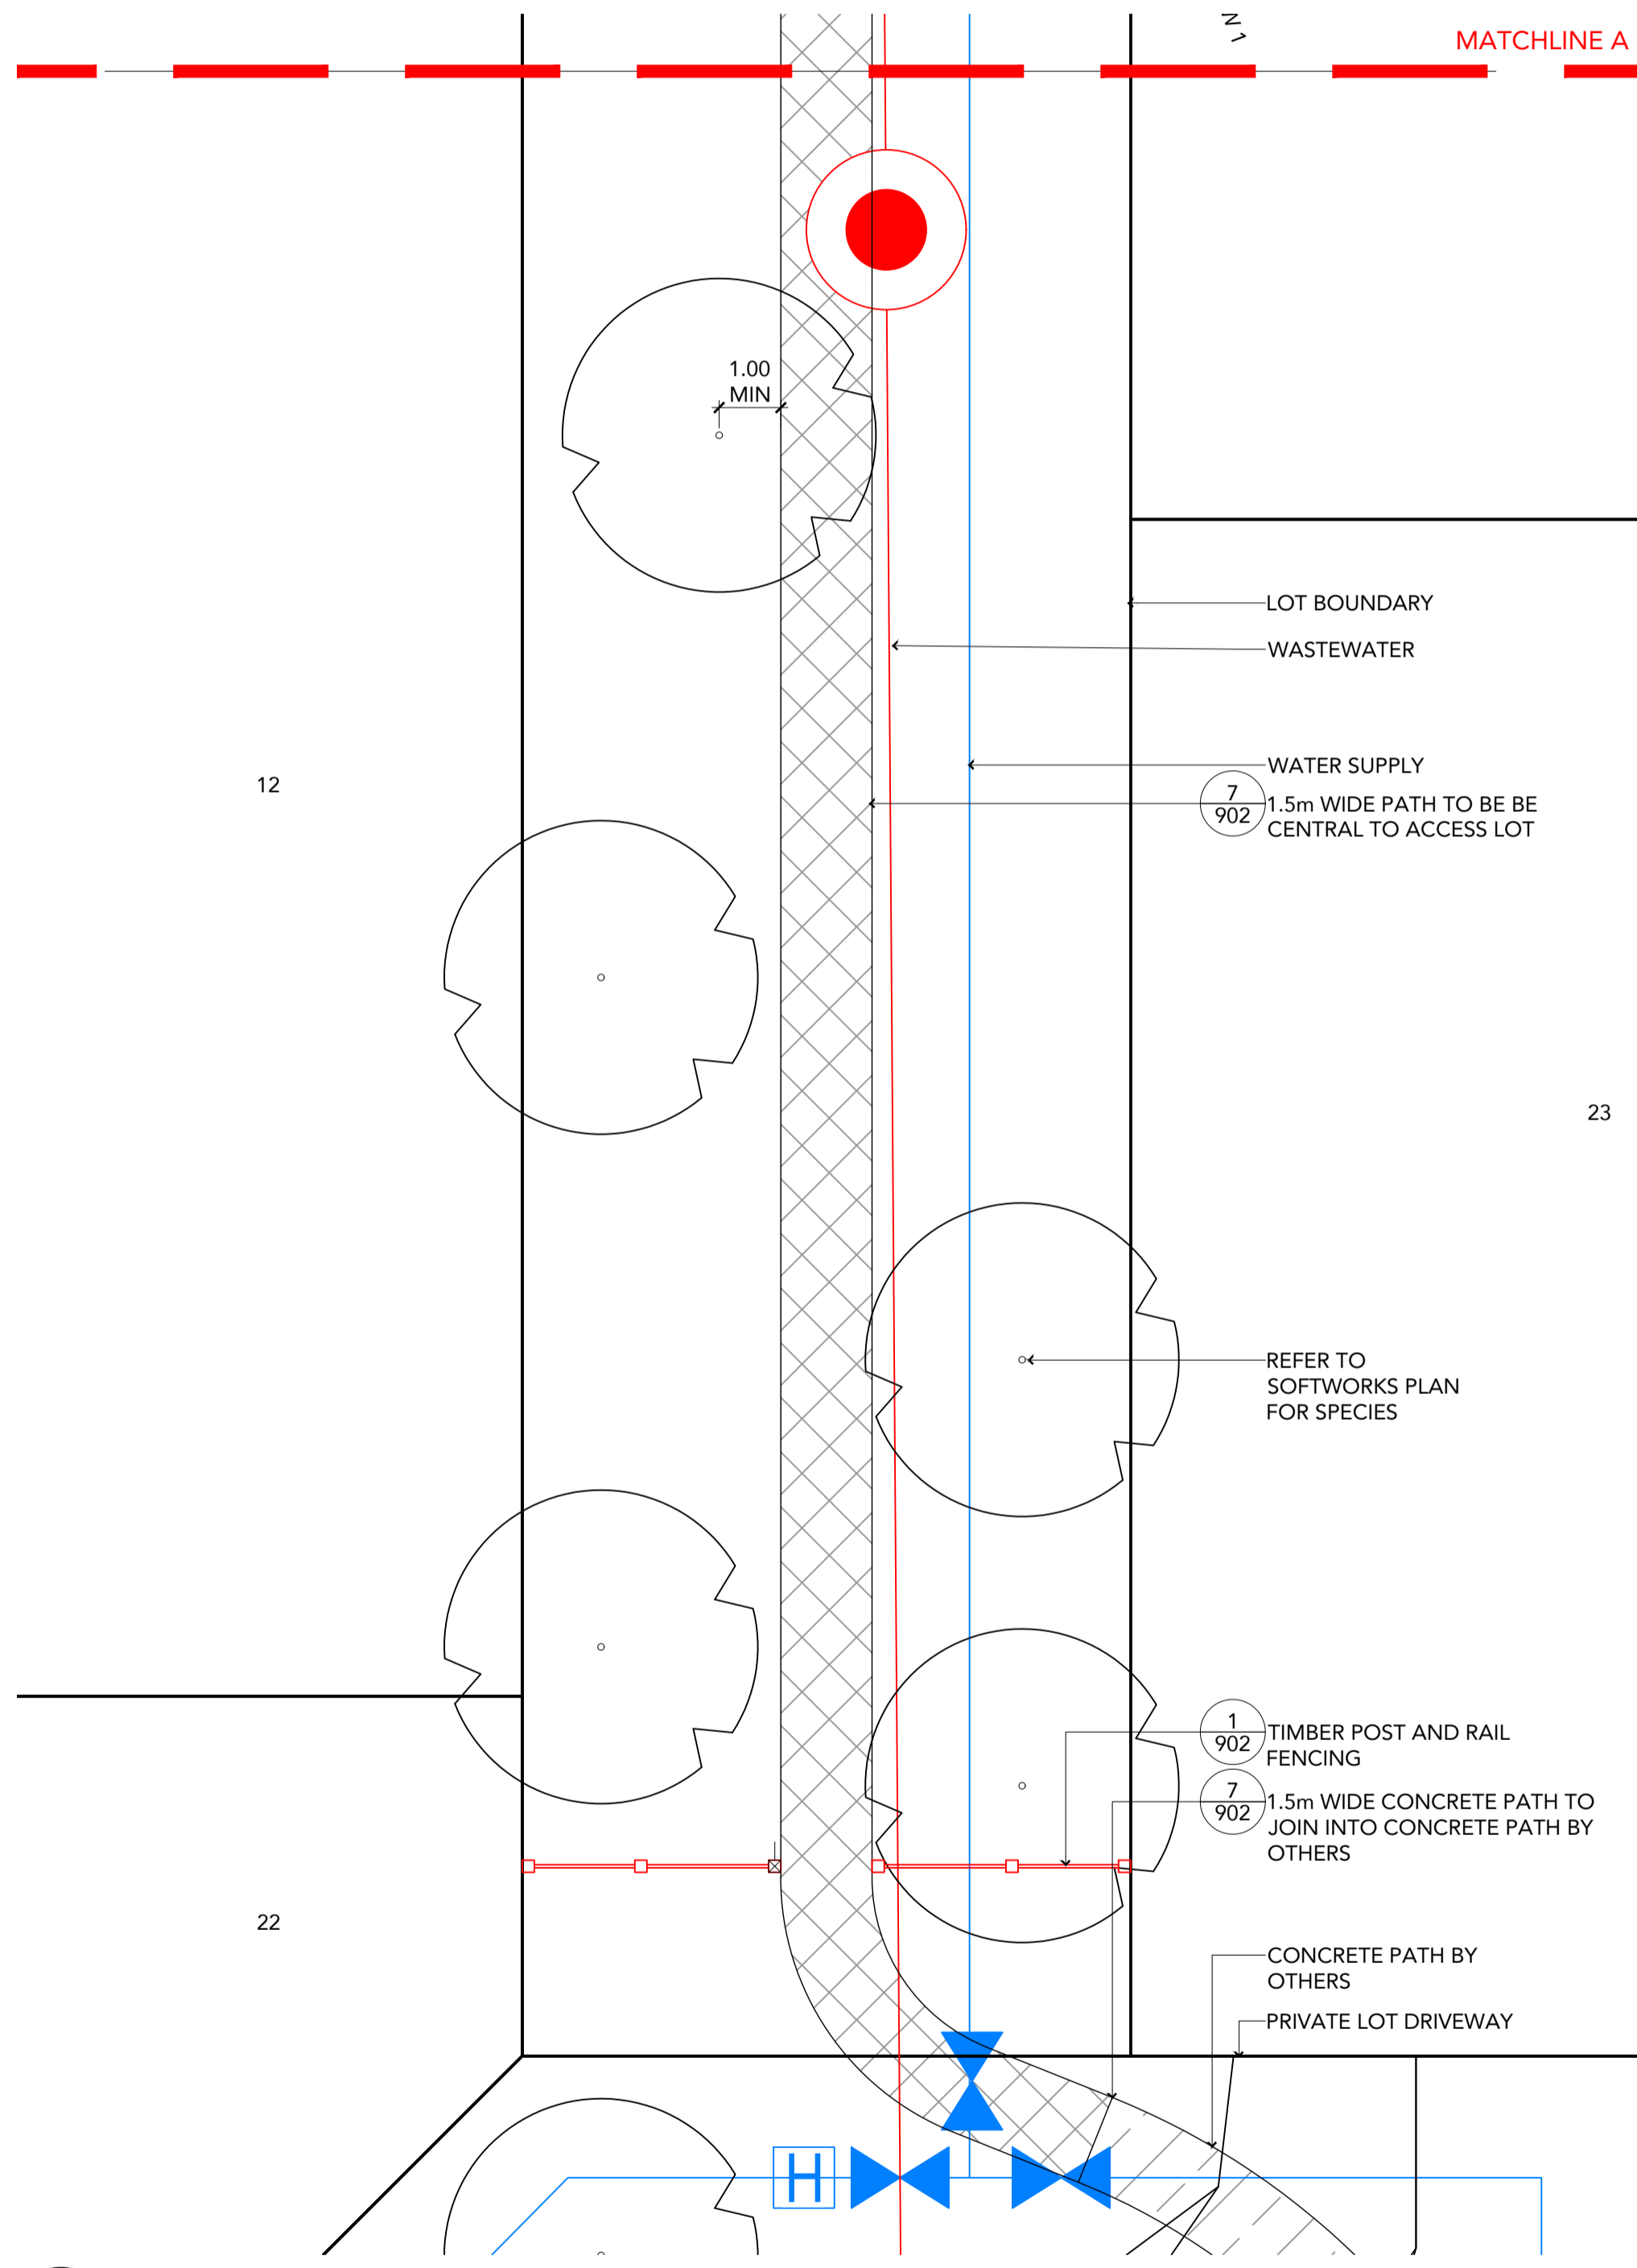 MATCHLINE A
1.00
MIN
LOT BOUNDARY
WASTEWATER
12
WATER SUPPLY
7
902
1.5m WIDE PATH TO BE BE
CENTRAL TO ACCESS LOT
23
REFER TO
SOFTWORKS PLAN
FOR SPECIES
1
902
TIMBER POST AND RAIL
FENCING
7
902
1.5m WIDE CONCRETE PATH TO
JOIN INTO CONCRETE PATH BY
OTHERS
22
CONCRETE PATH BY
OTHERS
PRIVATE LOT DRIVEWAY
H